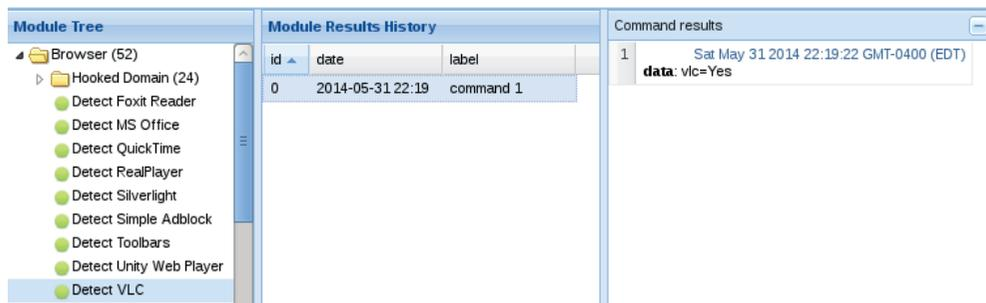 Module Tree
Browser (52)
Hooked Domain (24)
Detect Foxit Reader
Detect MS Office
Detect QuickTime
Detect RealPlayer
Detect Silverlight
Detect Simple Adblock
Detect Toolbars
Detect Unity Web Player
Detect VLC
Module Results History
id date label
0 2014-05-31 22:19 command 1
Command results
1 Sat May 31 2014 22:19:22 GMT-0400 (EDT)
data: vlc=Yes